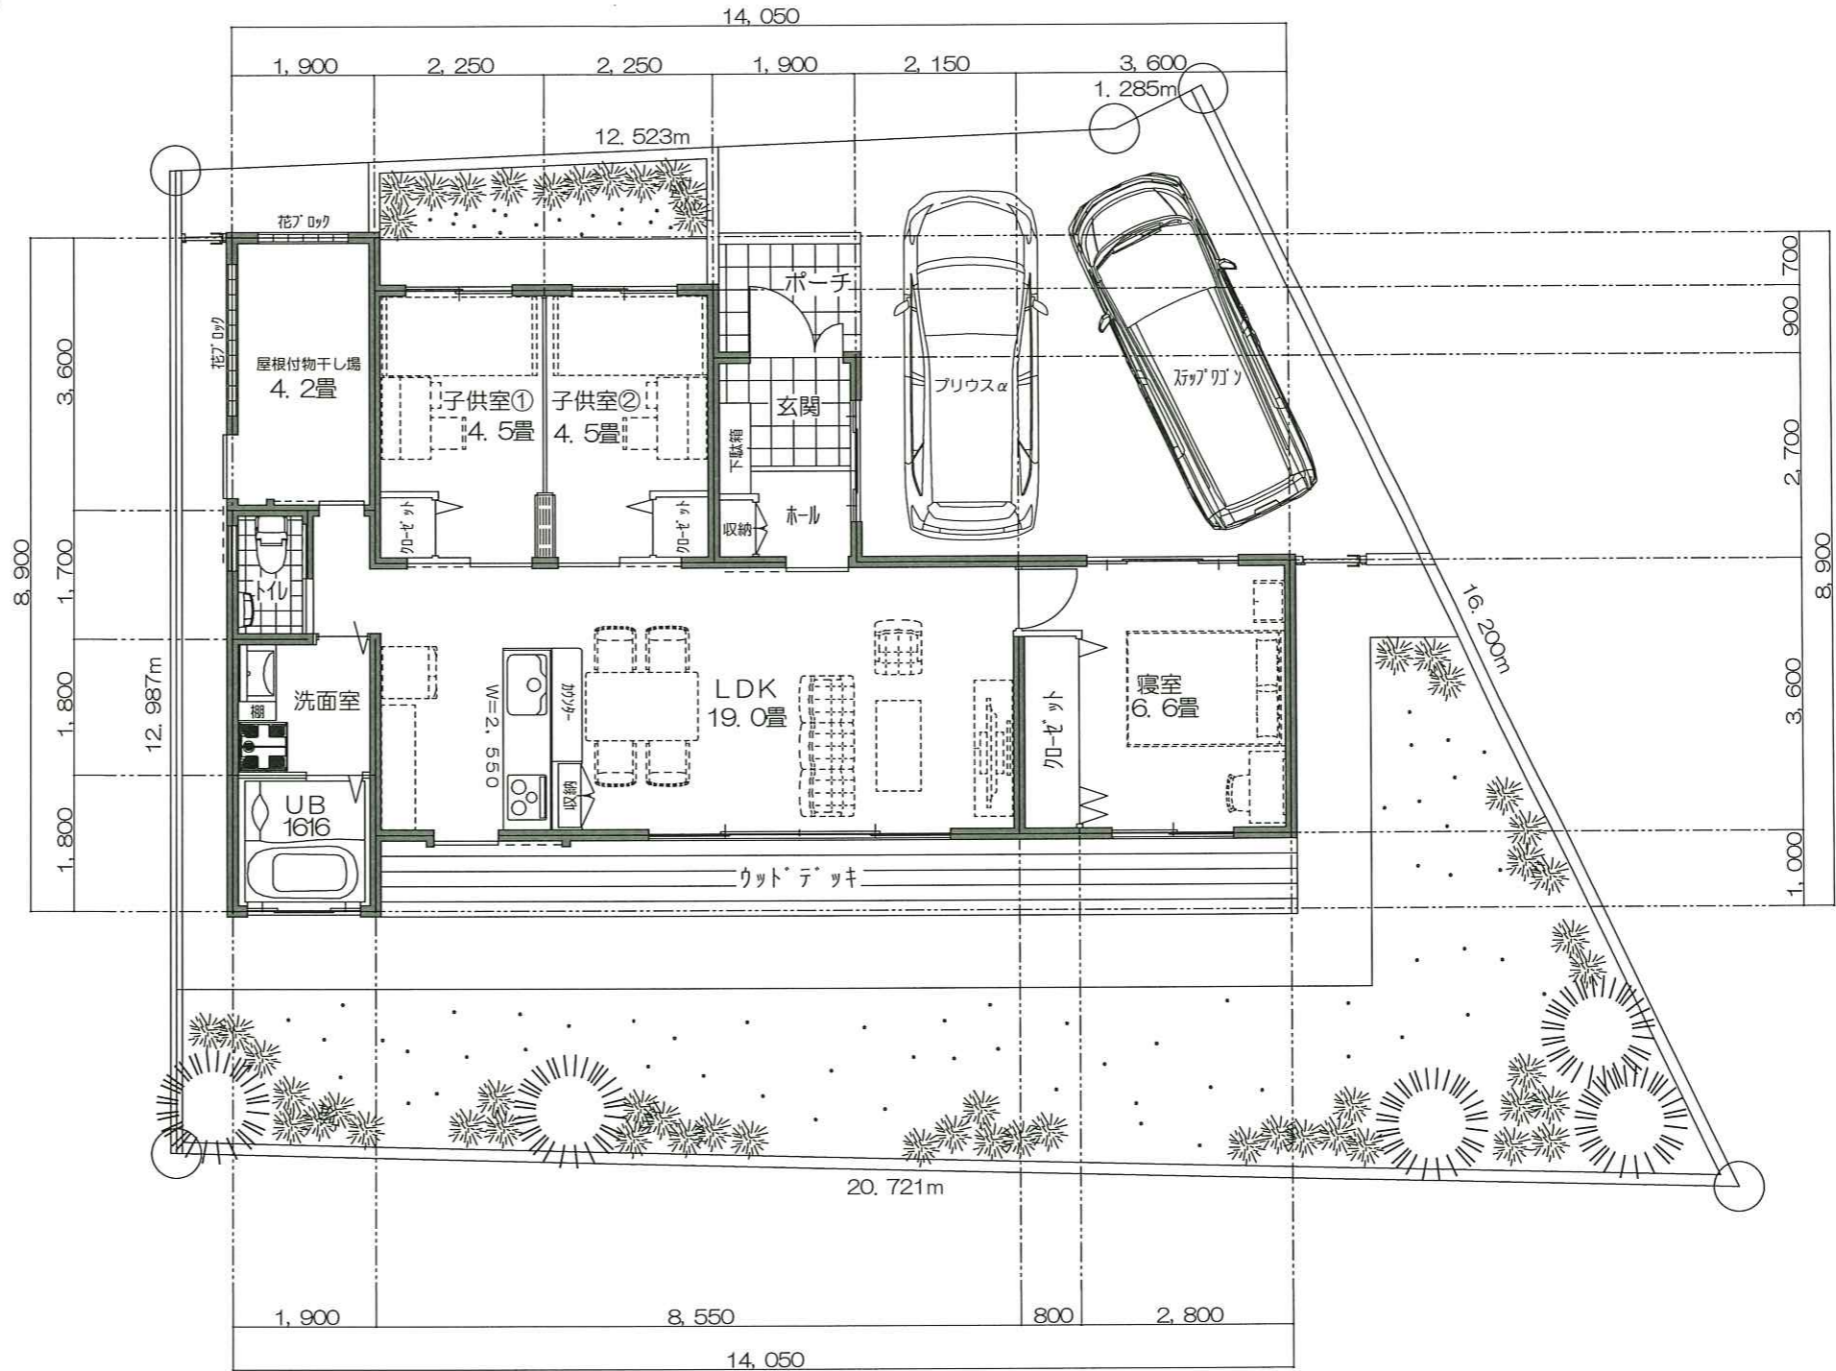 14,050
1,900
2,250
2,250
1,900
2,150
3,600
1.285m
12.523m
花ブロック
花ブロック
屋根付物干し場
4.2畳
子供室①
4.5畳
子供室②
4.5畳
ポーチ
玄関
下駄箱
ホール
収納
クローゼット
クローゼット
プリウスα
ステップワゴン
トイレ
洗面室
棚
UB
1616
W=2,550
カウンター
収納
LDK
19.0畳
クローゼット
寝室
6.6畳
ウッドデッキ
8,900
3,600
1,700
1,800
1,800
12.987m
700
900
2,700
3,600
1,000
8,900
16.200m
20.721m
1,900
8,550
800
2,800
14,050